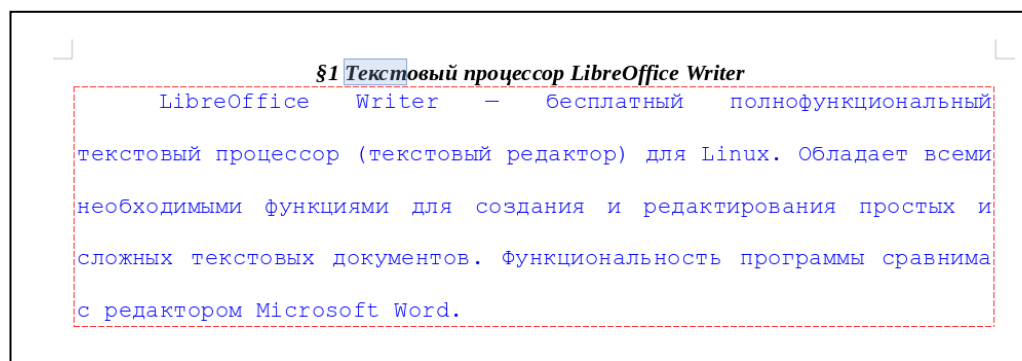 §1 Текстовый процессор LibreOffice Writer
LibreOffice Writer — бесплатный полнофункциональный
текстовый процессор (текстовый редактор) для Linux. Обладает всеми
необходимыми функциями для создания и редактирования простых и
сложных текстовых документов. Функциональность программы сравнима
с редактором Microsoft Word.